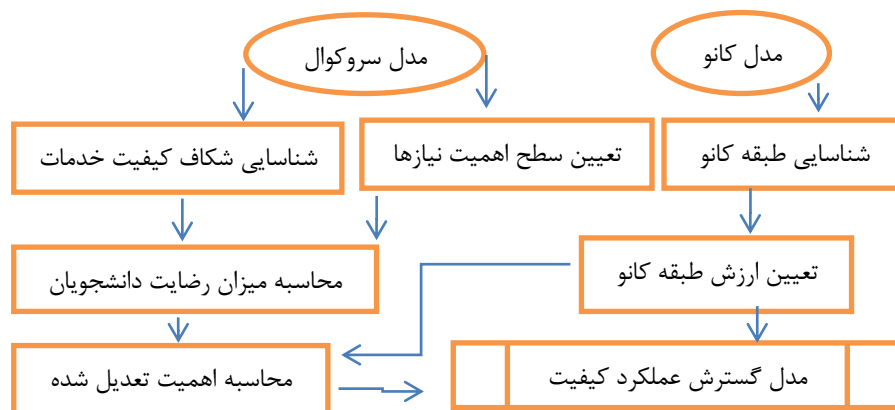 مدل کانو
مدل سروکوال
شناسایی طبقه کانو
تعیین سطح اهمیت نیازها
شناسایی شکاف کیفیت خدمات
تعیین ارزش طبقه کانو
محاسبه میزان رضایت دانشجویان
مدل گسترش عملکرد کیفیت
محاسبه اهمیت تعدیل شده